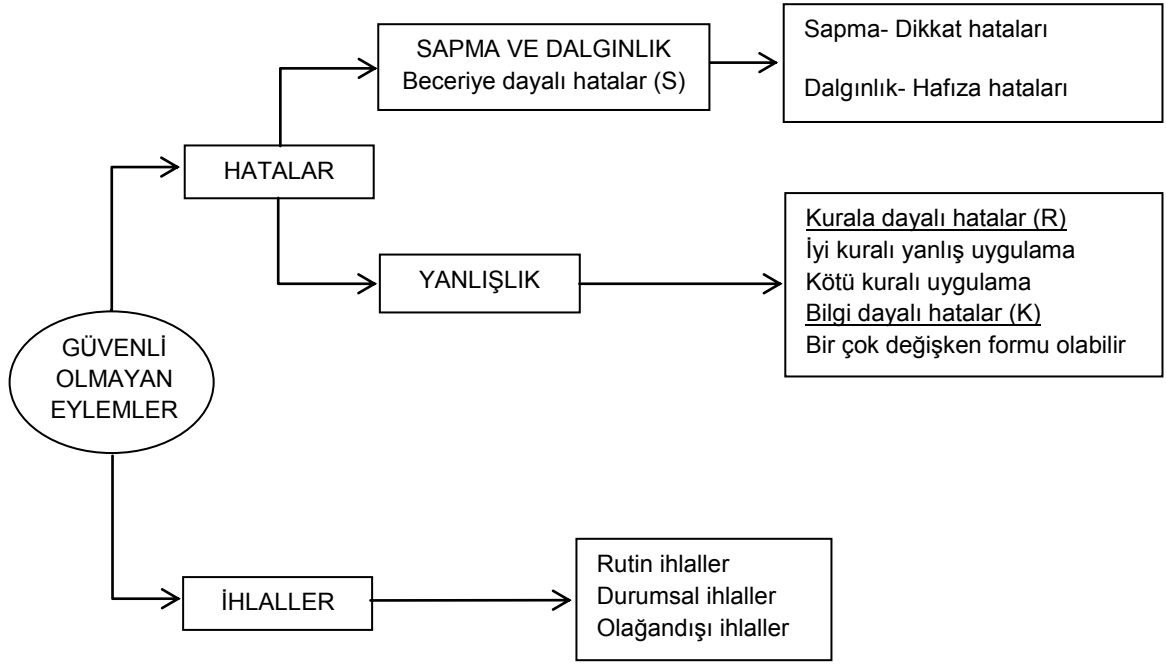 SAPMA VE DALGINLIK
Beceriye dayalı hatalar (S)
Sapma- Dikkat hataları
Dalgınlık- Hafıza hataları
HATALAR
YANLIŞLIK
Kurala dayalı hatalar (R)
İyi kuralı yanlış uygulama
Kötü kuralı uygulama
Bilgi dayalı hatalar (K)
Bir çok değişken formu olabilir
GÜVENLİ
OLMAYAN
EYLEMLER
İHLALLER
Rutin ihlaller
Durumsal ihlaller
Olağandışı ihlaller